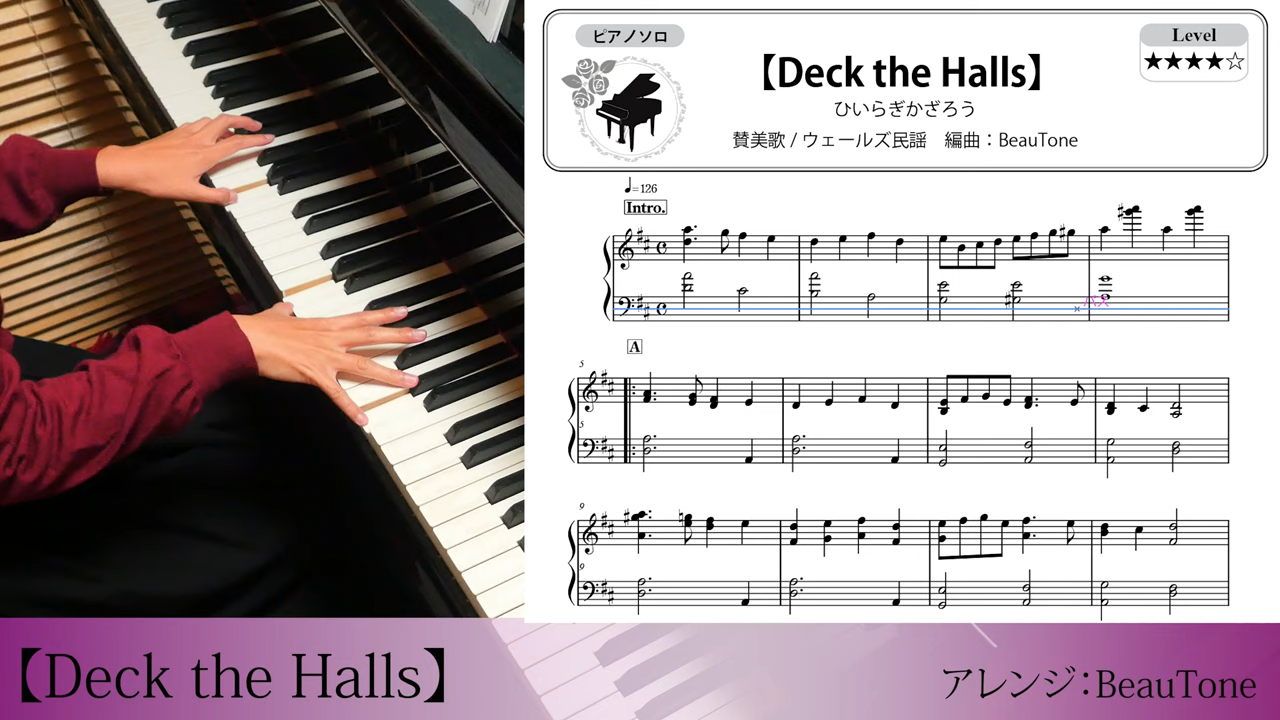 ピアノソロ
【Deck the Halls】
ひいらぎかざろう
賛美歌 / ウェールズ民謡　編曲：BeauTone
Level
★★★★☆
♩=126
Intro.
バス
A
5
5
9
9
【Deck the Halls】
アレンジ：BeauTone